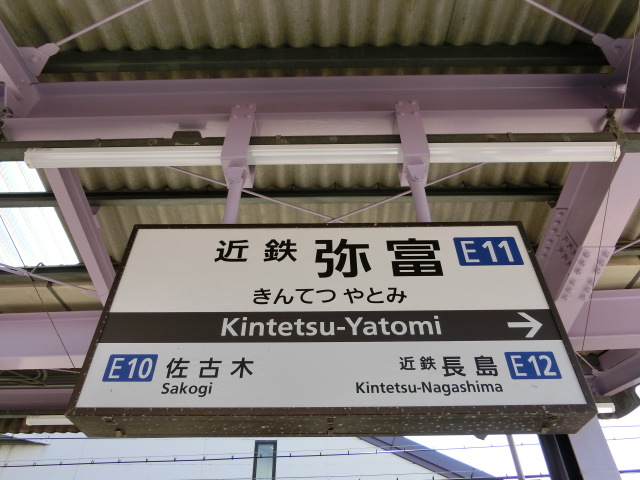 近鉄 弥富 E11
きんてつ やとみ
Kintetsu-Yatomi →
E10 佐古木 近鉄 長島 E12
Sakogi Kintetsu-Nagashima